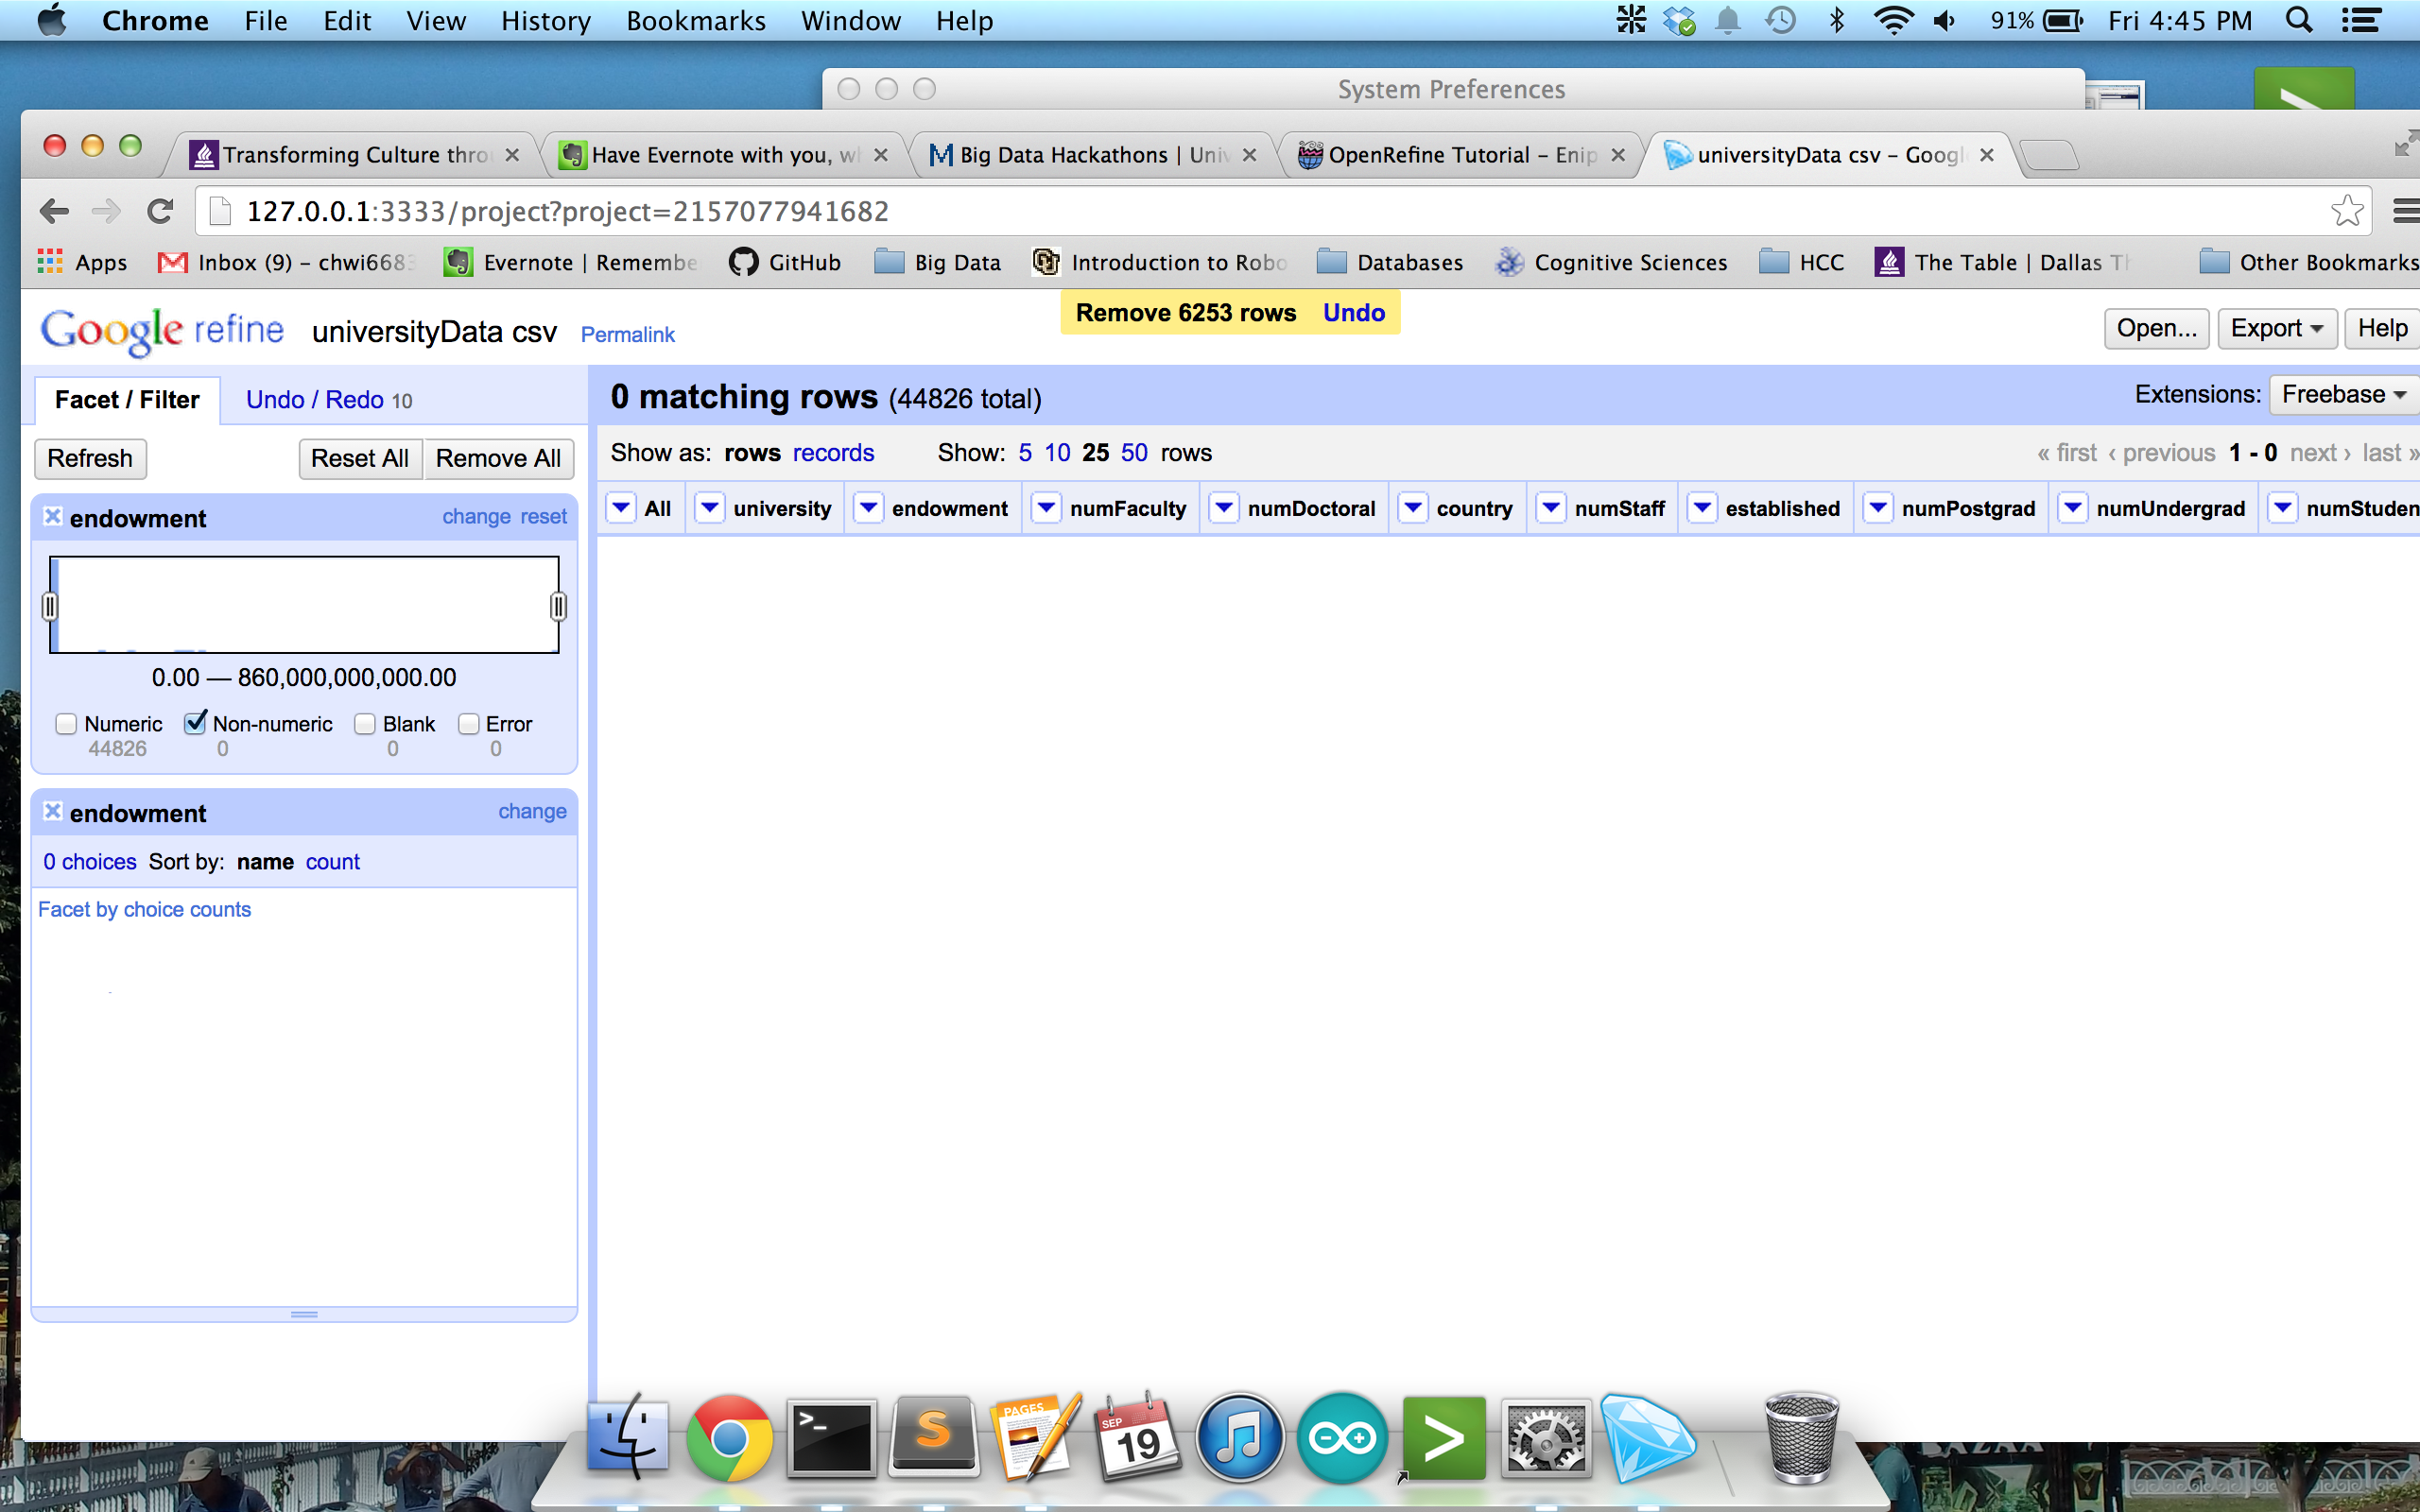 Chrome File Edit View History Bookmarks Window Help 91% Fri 4:45 PM
System Preferences
Transforming Culture thro
Have Evernote with you, wh
Big Data Hackathons | Univ
OpenRefine Tutorial – Enip
universityData csv – Googl
127.0.0.1:3333/project?project=2157077941682
Apps Inbox (9) – chwi6683 Evernote | Remembe GitHub Big Data Introduction to Robo Databases Cognitive Sciences HCC The Table | Dallas Th Other Bookmarks
Remove 6253 rows Undo
Google refine universityData csv Permalink
Open... Export Help
Facet / Filter Undo / Redo 10
0 matching rows (44826 total)
Extensions: Freebase
Refresh Reset All Remove All
Show as: rows records Show: 5 10 25 50 rows
« first ‹ previous 1 - 0 next › last »
All university endowment numFaculty numDoctoral country numStaff established numPostgrad numUndergrad numStuden
endowment change reset
0.00 — 860,000,000,000.00
Numeric Non-numeric Blank Error
44826 0 0 0
endowment change
0 choices Sort by: name count
Facet by choice counts
>_
S
PAGES
SEP
19
BAZAA